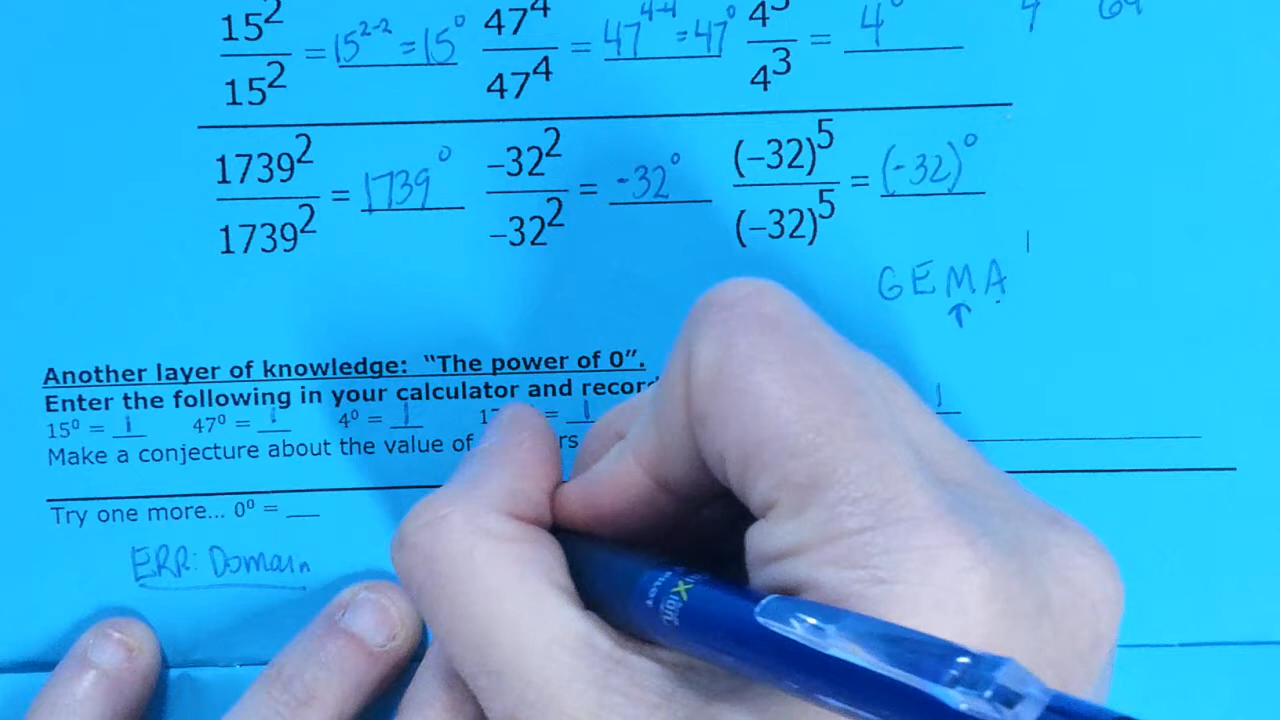 15² / 15² = 15²⁻² = 15⁰ 47⁴ / 47⁴ = 47⁴⁻⁴ = 47⁰ 4³ / 4³ = 4⁰
1739² / 1739² = 1739⁰ -32² / -32² = -32⁰ (-32)⁵ / (-32)⁵ = (-32)⁰
GEMA
↑
Another layer of knowledge: "The power of 0".
Enter the following in your calculator and
15⁰ = 1 47⁰ = 1 4⁰ = 1 = 1 1
Make a conjecture about the value of
Try one more... 0⁰ = __
ERR: Domain